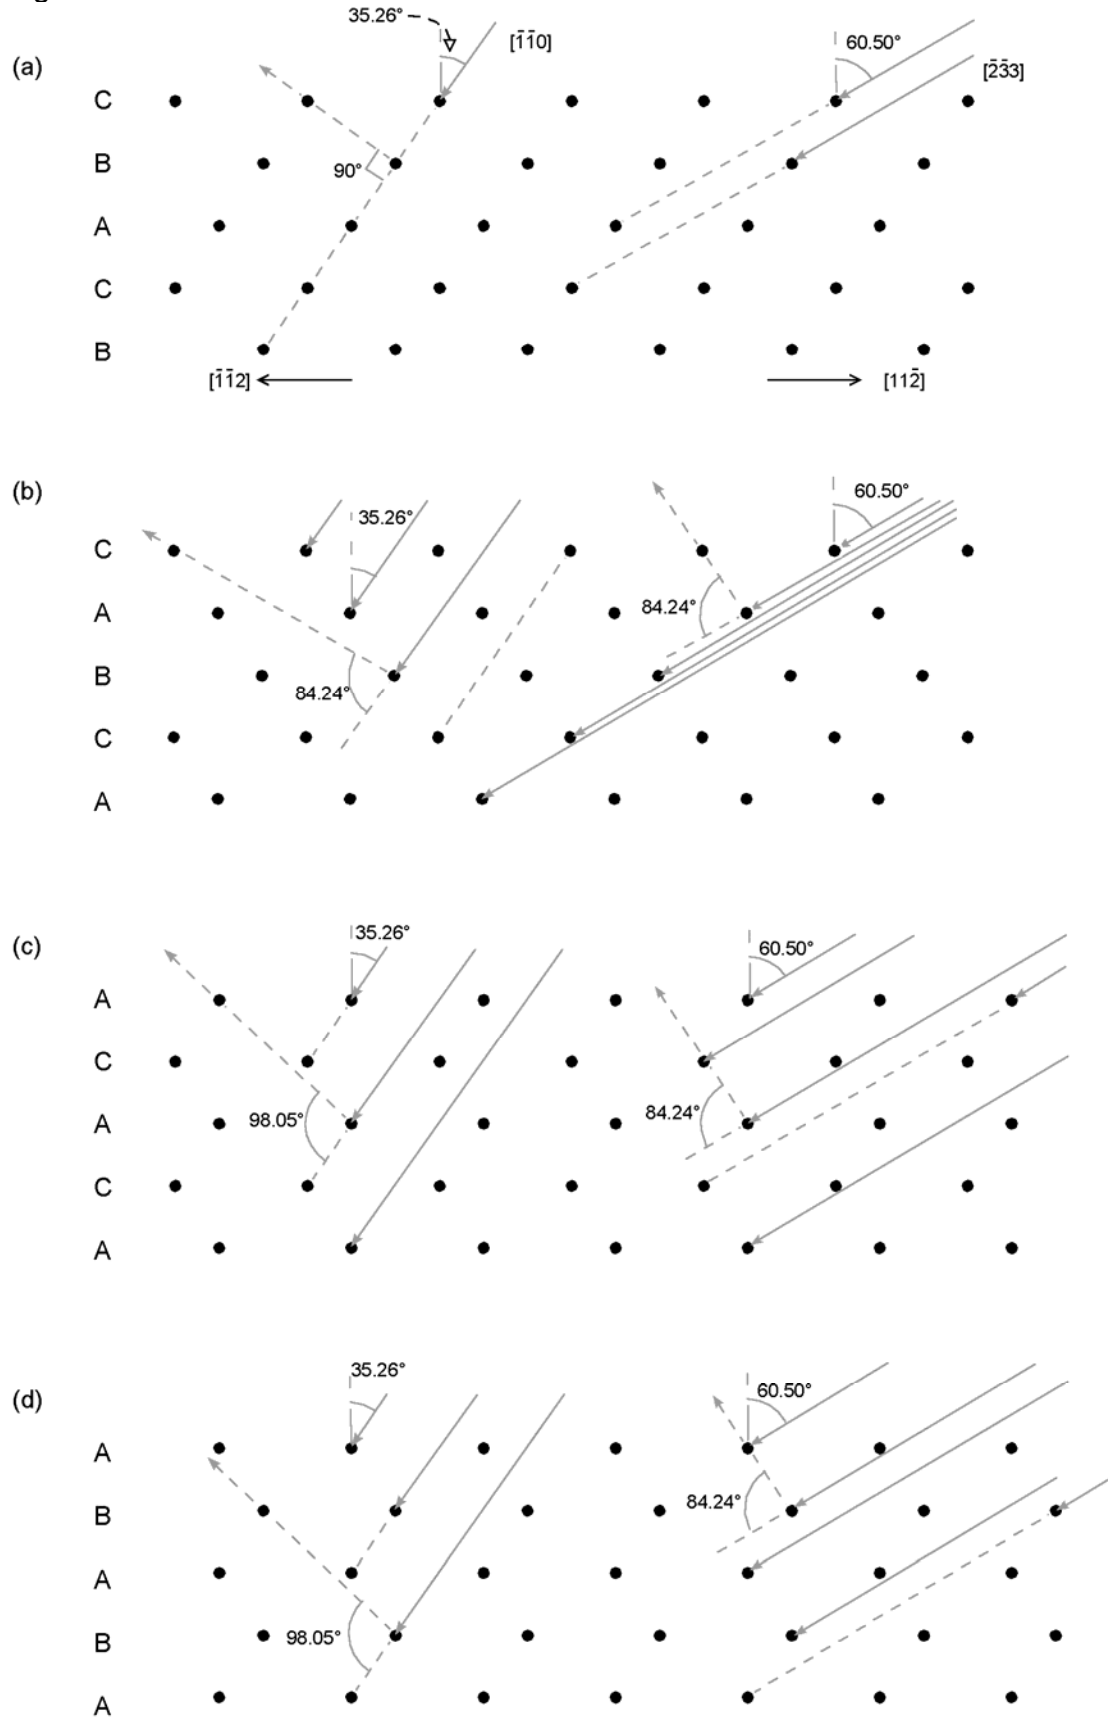 35.26°
[1̄1̄0]
60.50°
[2̄3̄3]
(a)
C
B
90°
A
C
B
[1̄1̄2]
[112̄]
(b)
35.26°
60.50°
C
A
84.24°
B
84.24°
C
A
(c)
35.26°
60.50°
A
C
98.05°
84.24°
A
C
A
(d)
35.26°
60.50°
A
B
84.24°
A
B
98.05°
A